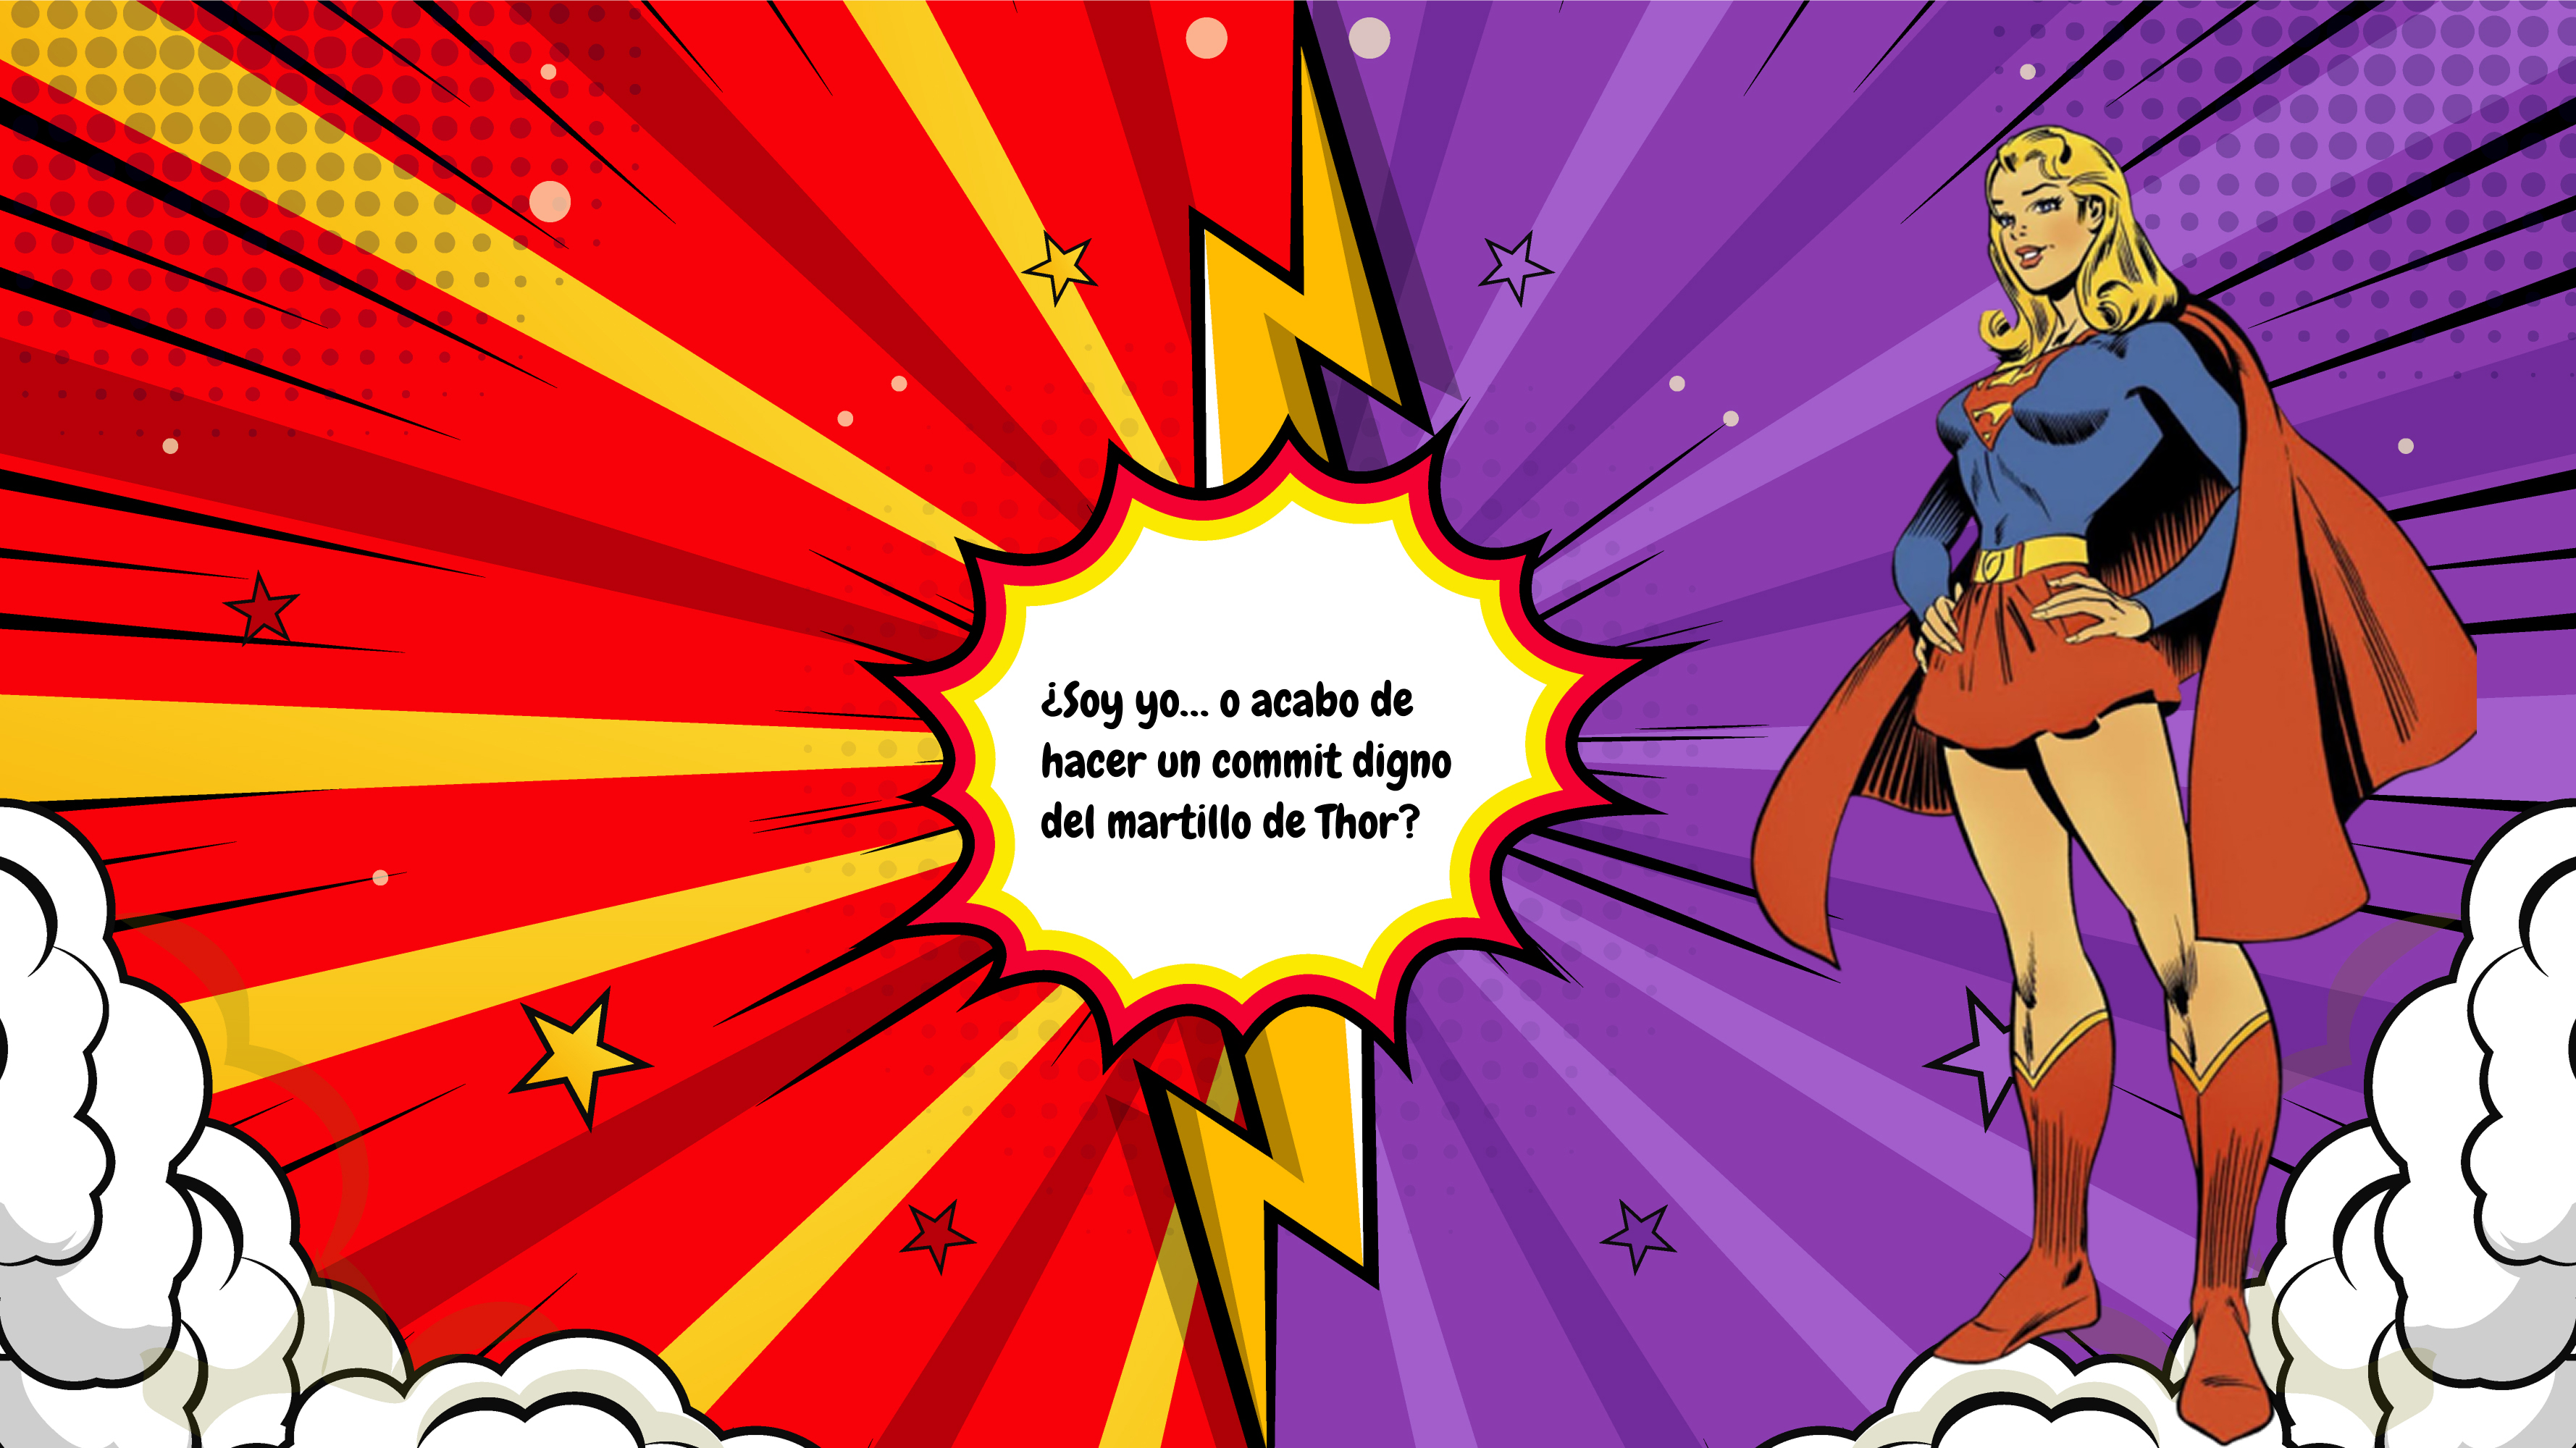 ¿Soy yo... o acabo de
hacer un commit digno
del martillo de Thor?